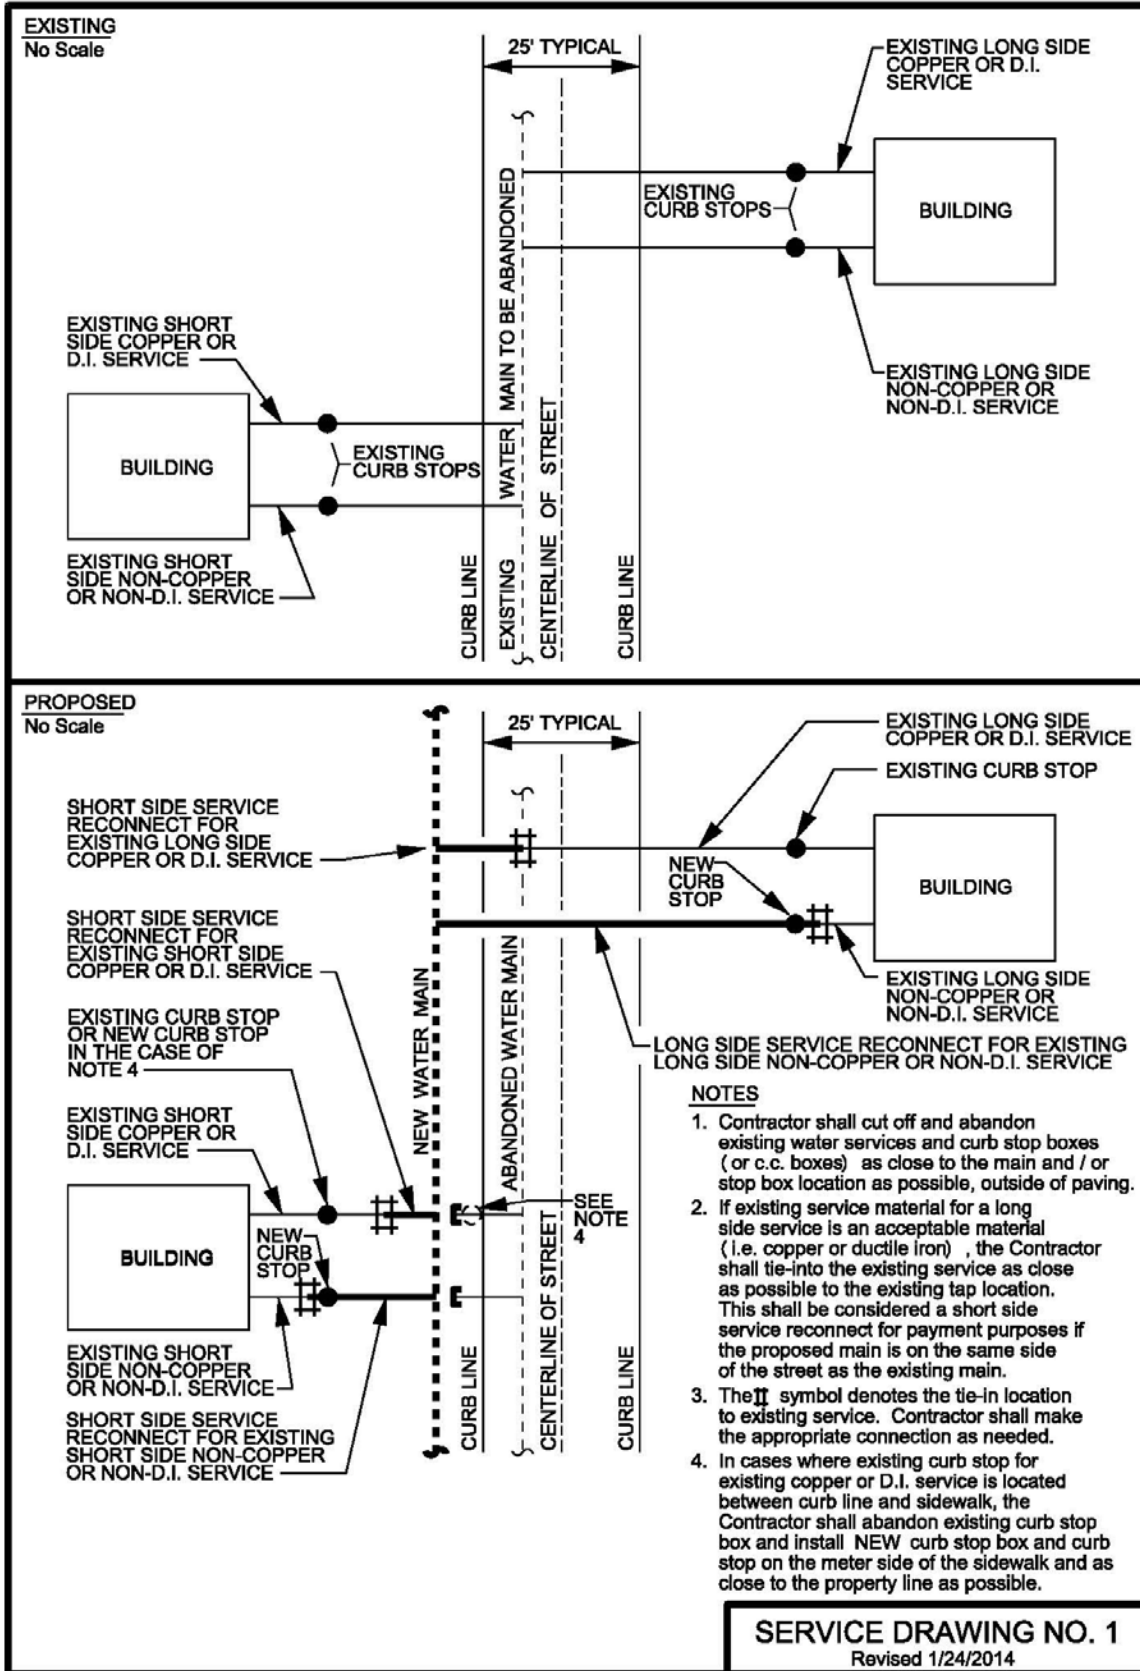 EXISTING
No Scale
25' TYPICAL
EXISTING LONG SIDE
COPPER OR D.I.
SERVICE
EXISTING
CURB STOPS
BUILDING
EXISTING LONG SIDE
NON-COPPER OR
NON-D.I. SERVICE
EXISTING SHORT
SIDE COPPER OR
D.I. SERVICE
BUILDING
EXISTING
CURB STOPS
EXISTING SHORT
SIDE NON-COPPER
OR NON-D.I. SERVICE
CURB LINE
EXISTING WATER MAIN TO BE ABANDONED
CENTERLINE OF STREET
CURB LINE
PROPOSED
No Scale
25' TYPICAL
EXISTING LONG SIDE
COPPER OR D.I. SERVICE
EXISTING CURB STOP
SHORT SIDE SERVICE
RECONNECT FOR
EXISTING LONG SIDE
COPPER OR D.I. SERVICE
NEW
CURB
STOP
BUILDING
SHORT SIDE SERVICE
RECONNECT FOR
EXISTING SHORT SIDE
COPPER OR D.I. SERVICE
EXISTING LONG SIDE
NON-COPPER OR
NON-D.I. SERVICE
EXISTING CURB STOP
OR NEW CURB STOP
IN THE CASE OF
NOTE 4
LONG SIDE SERVICE RECONNECT FOR EXISTING
LONG SIDE NON-COPPER OR NON-D.I. SERVICE
NEW WATER MAIN
ABANDONED WATER MAIN
EXISTING SHORT
SIDE COPPER OR
D.I. SERVICE
SEE
NOTE
4
BUILDING
NEW
CURB
STOP
EXISTING SHORT
SIDE NON-COPPER
OR NON-D.I. SERVICE
SHORT SIDE SERVICE
RECONNECT FOR EXISTING
SHORT SIDE NON-COPPER
OR NON-D.I. SERVICE
CURB LINE
CENTERLINE OF STREET
CURB LINE
NOTES
1. Contractor shall cut off and abandon
existing water services and curb stop boxes
(or c.c. boxes) as close to the main and / or
stop box location as possible, outside of paving.
2. If existing service material for a long
side service is an acceptable material
(i.e. copper or ductile iron) , the Contractor
shall tie-into the existing service as close
as possible to the existing tap location.
This shall be considered a short side
service reconnect for payment purposes if
the proposed main is on the same side
of the street as the existing main.
3. The symbol denotes the tie-in location
to existing service. Contractor shall make
the appropriate connection as needed.
4. In cases where existing curb stop for
existing copper or D.I. service is located
between curb line and sidewalk, the
Contractor shall abandon existing curb stop
box and install NEW curb stop box and curb
stop on the meter side of the sidewalk and as
close to the property line as possible.
SERVICE DRAWING NO. 1
Revised 1/24/2014